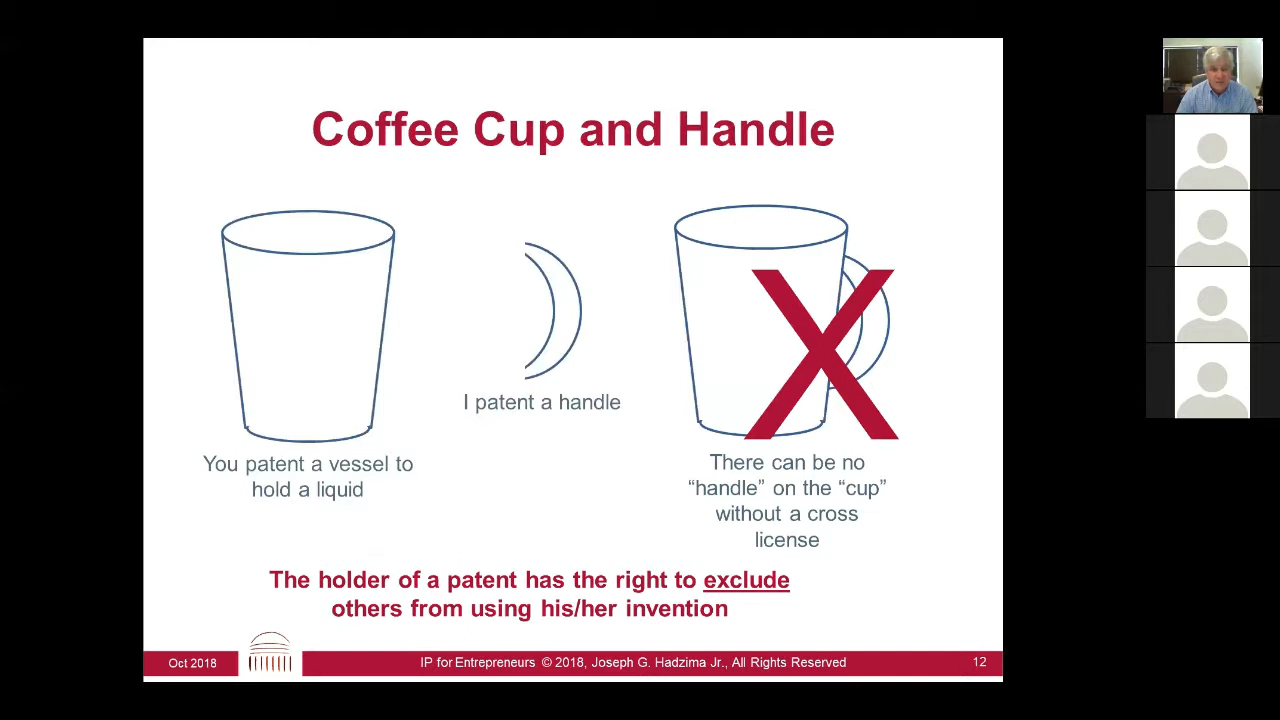 Coffee Cup and Handle
You patent a vessel to
hold a liquid
I patent a handle
There can be no
“handle” on the “cup”
without a cross
license
The holder of a patent has the right to exclude
others from using his/her invention
Oct 2018
IP for Entrepreneurs © 2018, Joseph G. Hadzima Jr., All Rights Reserved
12